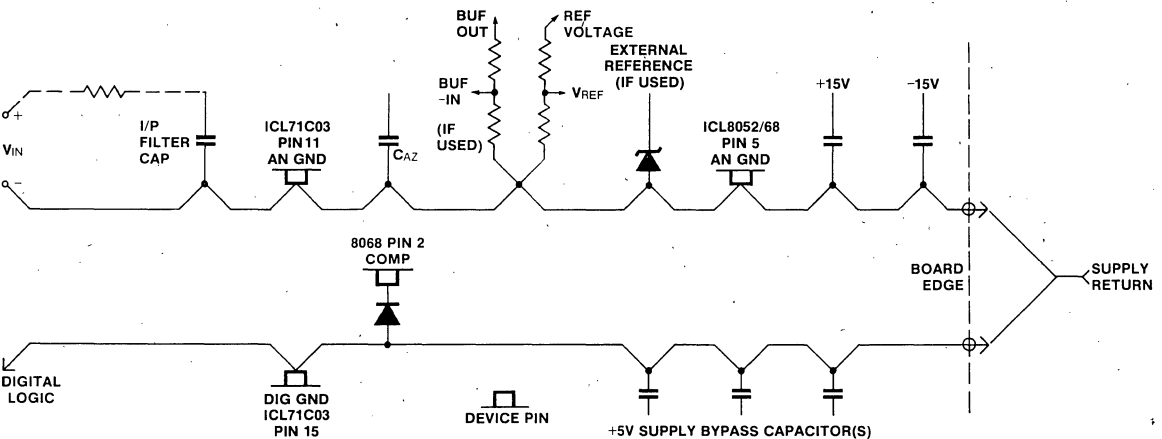 BUF
OUT
REF
VOLTAGE
EXTERNAL
REFERENCE
(IF USED)
BUF
-IN
(IF
USED)
VREF
+15V
-15V
+
VIN
-
I/P
FILTER
CAP
ICL71C03
PIN 11
AN GND
CAZ
ICL8052/68
PIN 5
AN GND
8068 PIN 2
COMP
BOARD
EDGE
SUPPLY
RETURN
DIGITAL
LOGIC
DIG GND
ICL71C03
PIN 15
DEVICE PIN
+5V SUPPLY BYPASS CAPACITOR(S)